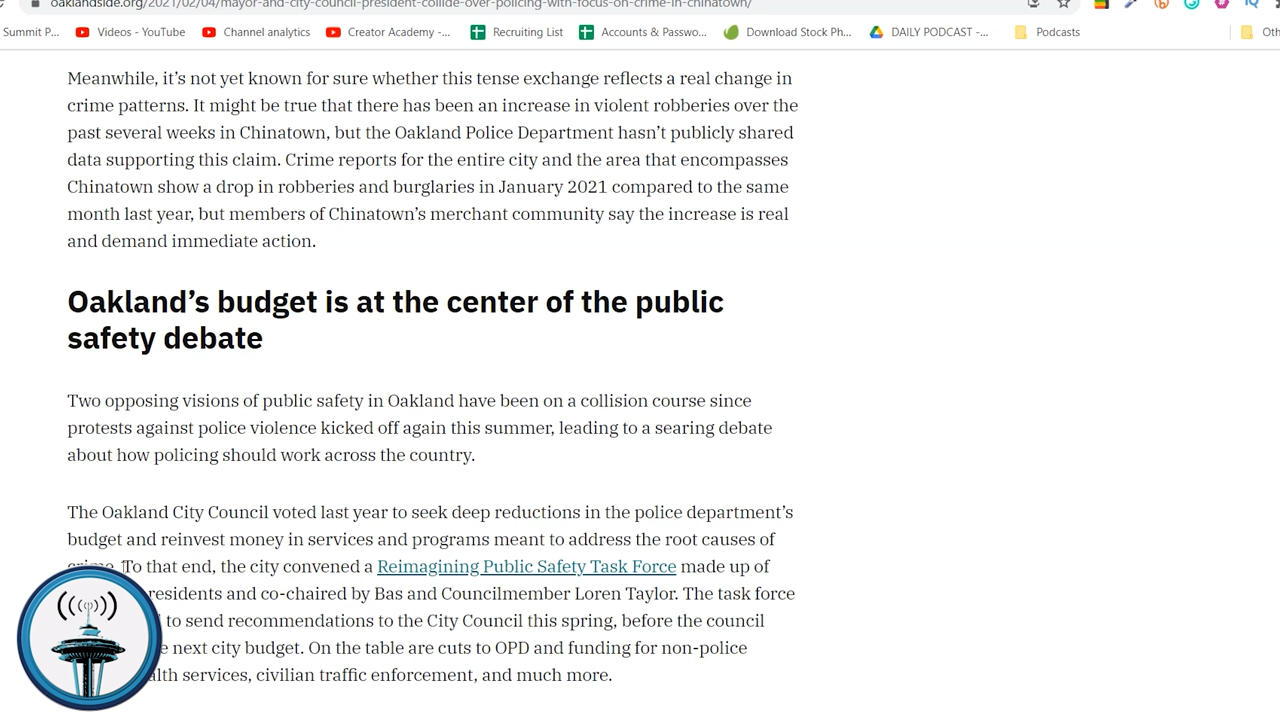 oaklandside.org/2021/02/04/mayor-and-city-council-president-collide-over-policing-with-focus-on-crime-in-chinatown/
Summit P... Videos - YouTube Channel analytics Creator Academy -... Recruiting List Accounts & Passwo... Download Stock Ph... DAILY PODCAST -... Podcasts Oth
Meanwhile, it’s not yet known for sure whether this tense exchange reflects a real change in
crime patterns. It might be true that there has been an increase in violent robberies over the
past several weeks in Chinatown, but the Oakland Police Department hasn’t publicly shared
data supporting this claim. Crime reports for the entire city and the area that encompasses
Chinatown show a drop in robberies and burglaries in January 2021 compared to the same
month last year, but members of Chinatown’s merchant community say the increase is real
and demand immediate action.
Oakland’s budget is at the center of the public
safety debate
Two opposing visions of public safety in Oakland have been on a collision course since
protests against police violence kicked off again this summer, leading to a searing debate
about how policing should work across the country.
The Oakland City Council voted last year to seek deep reductions in the police department’s
budget and reinvest money in services and programs meant to address the root causes of
crime. To that end, the city convened a Reimagining Public Safety Task Force made up of
residents and co-chaired by Bas and Councilmember Loren Taylor. The task force
to send recommendations to the City Council this spring, before the council
next city budget. On the table are cuts to OPD and funding for non-police
services, civilian traffic enforcement, and much more.